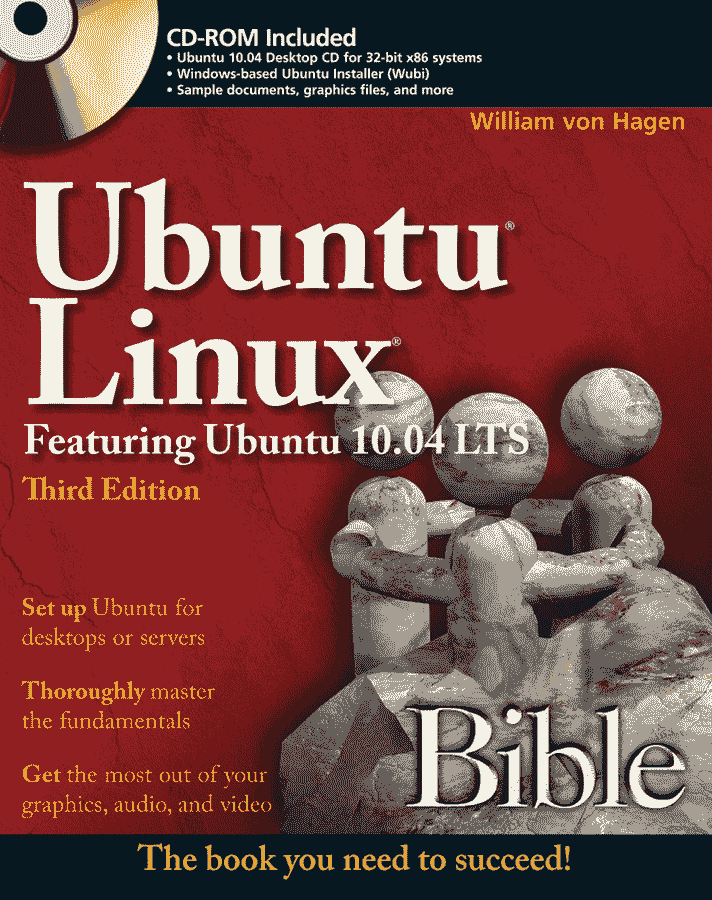 CD-ROM Included
• Ubuntu 10.04 Desktop CD for 32-bit x86 systems
• Windows-based Ubuntu Installer (Wubi)
• Sample documents, graphics files, and more
William von Hagen
Ubuntu®
Linux®
Featuring Ubuntu 10.04 LTS
Third Edition
Set up Ubuntu for
desktops or servers
Thoroughly master
the fundamentals
Get the most out of your
graphics, audio, and video
Bible
The book you need to succeed!